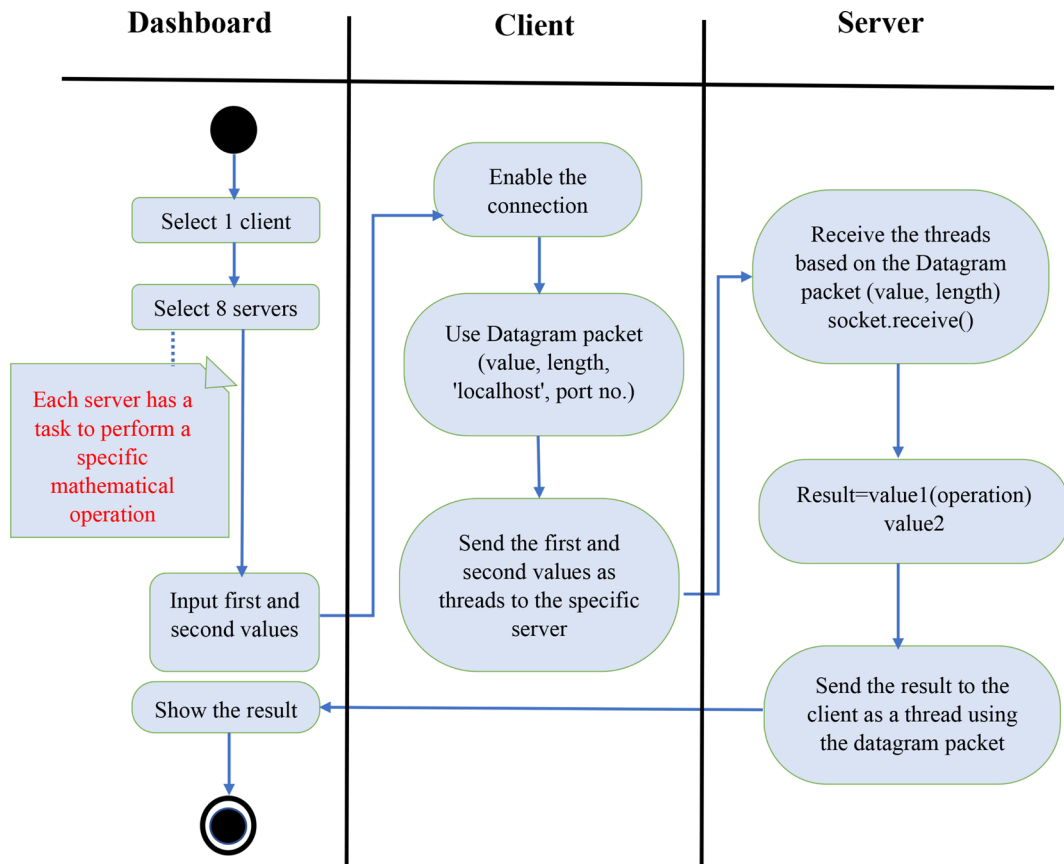 Dashboard
Client
Server
Select 1 client
Select 8 servers
Each server has a
task to perform a
specific
mathematical
operation
Input first and
second values
Show the result
Enable the
connection
Use Datagram packet
(value, length,
'localhost', port no.)
Send the first and
second values as
threads to the specific
server
Receive the threads
based on the Datagram
packet (value, length)
socket.receive()
Result=value1(operation)
value2
Send the result to the
client as a thread using
the datagram packet